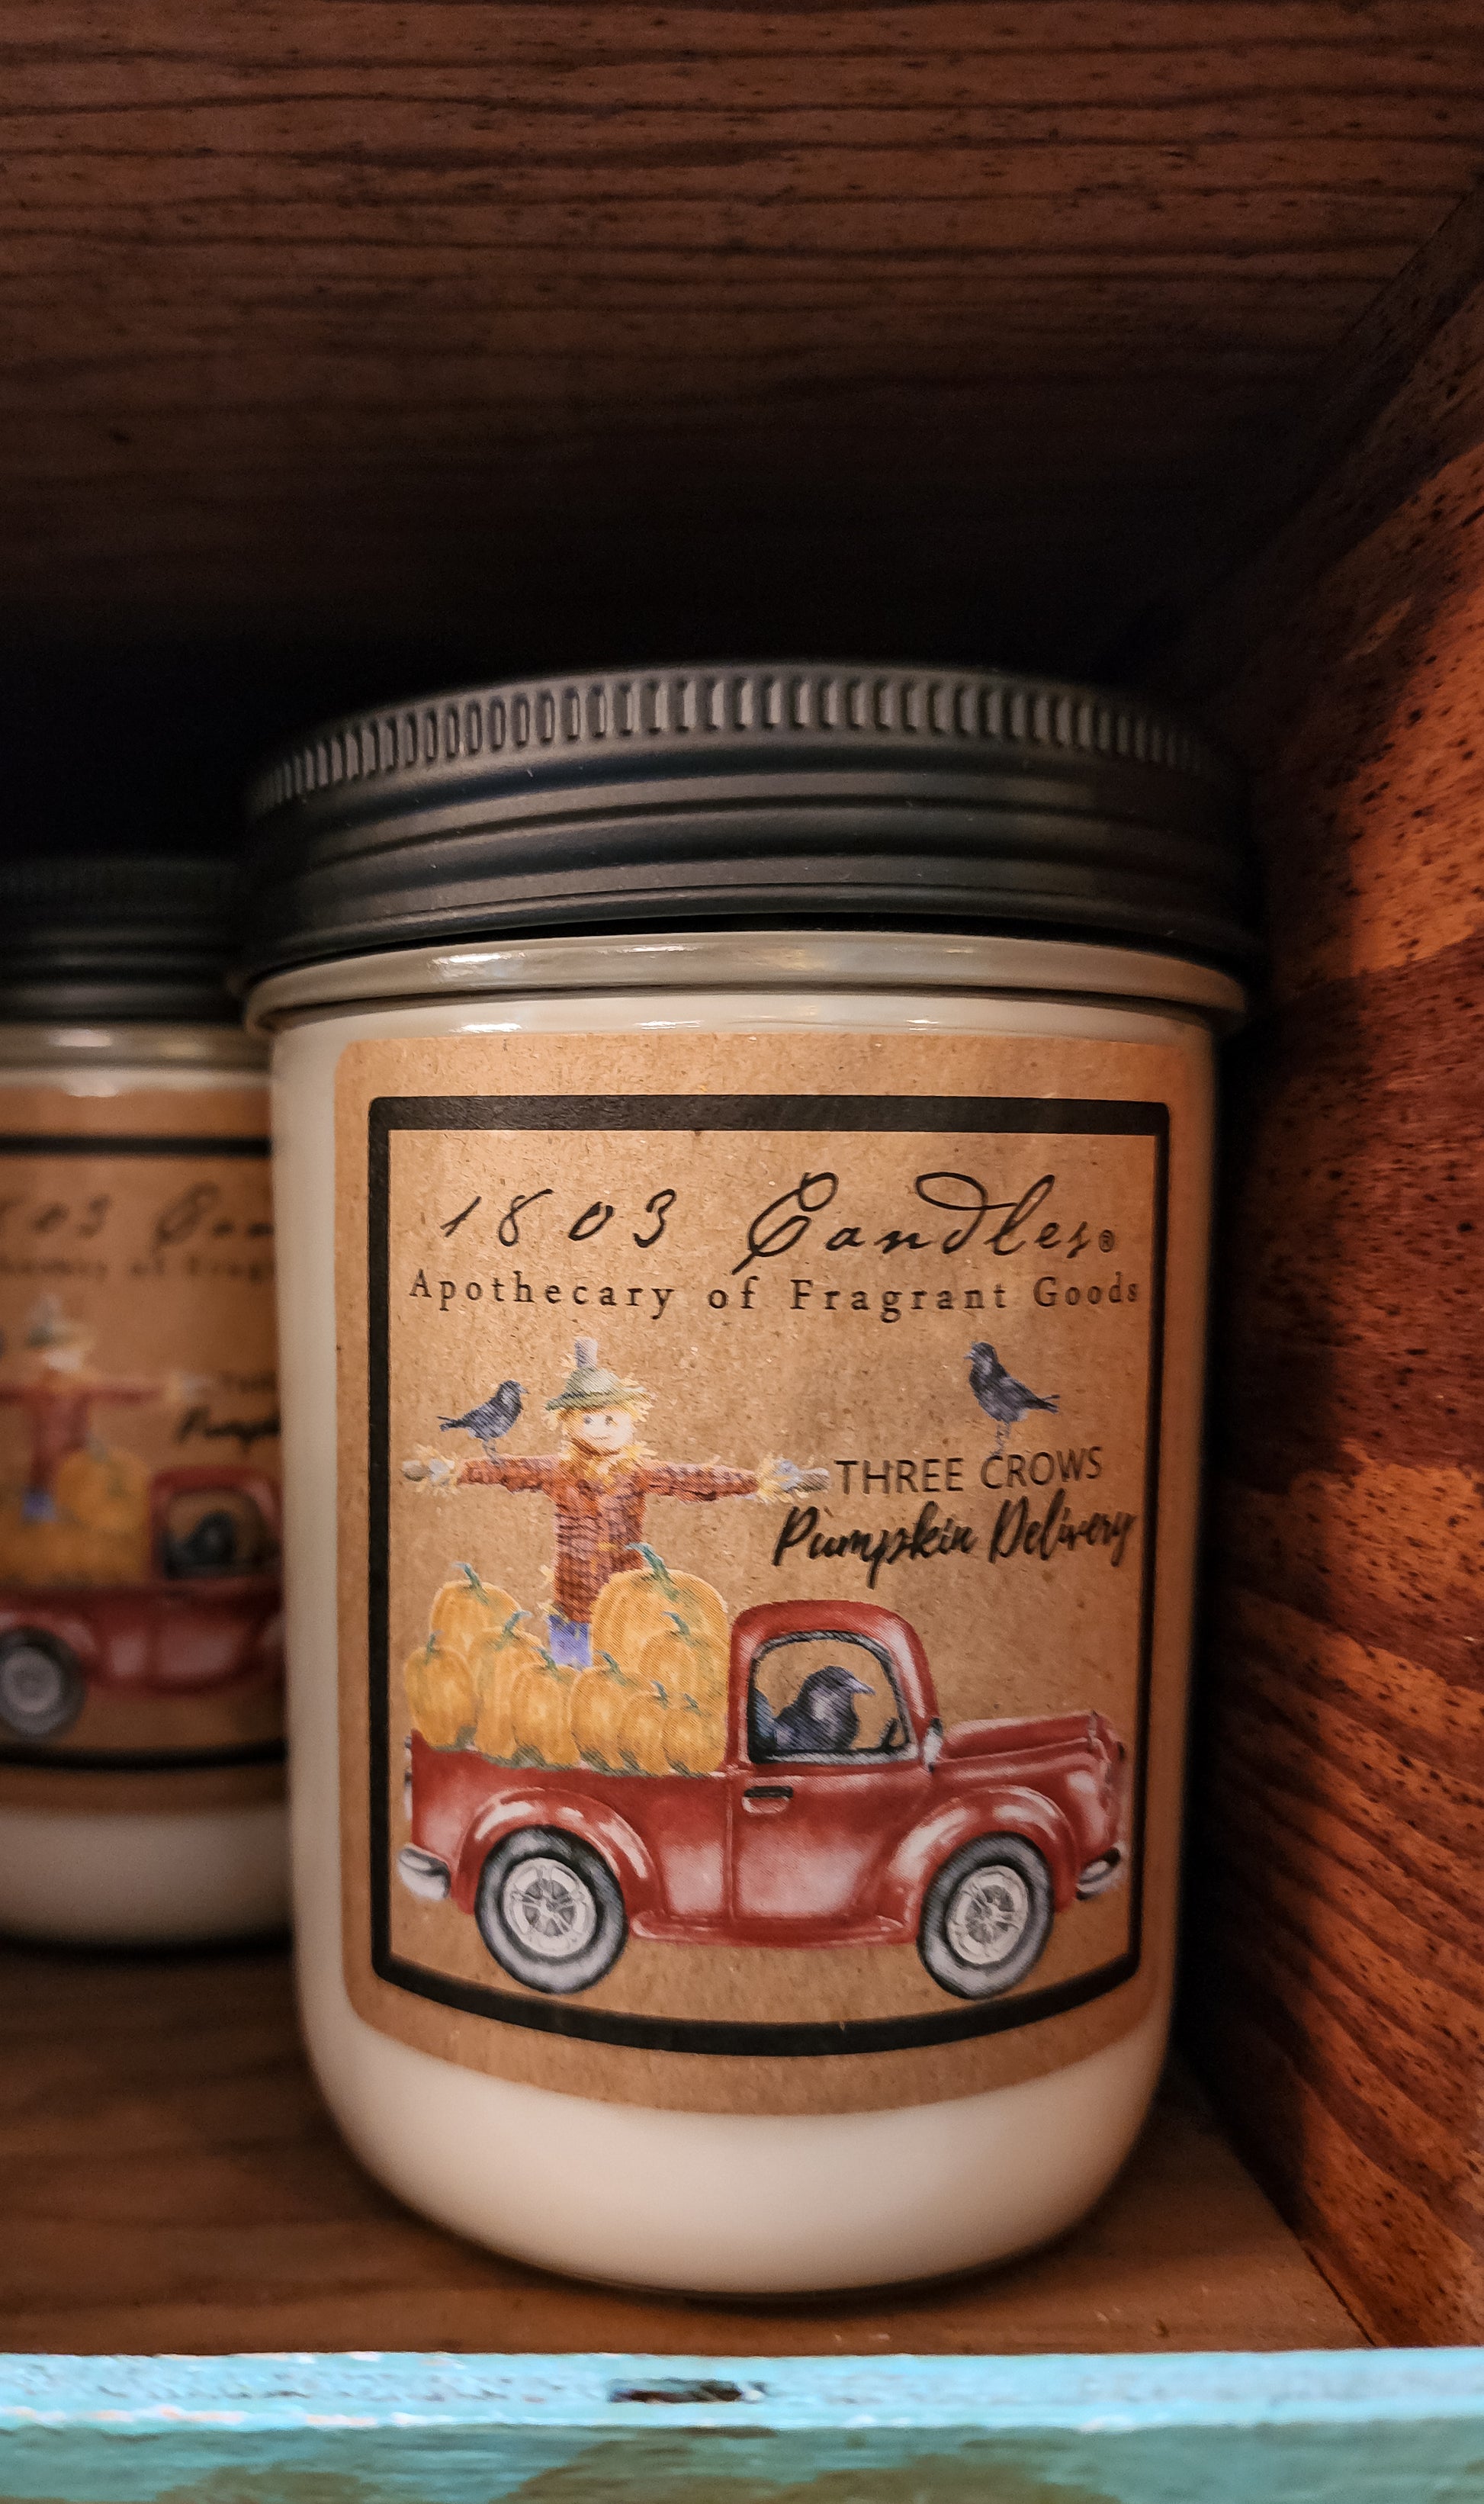 1803 Candles®
Apothecary of Fragrant Goods
THREE CROWS
Pumpkin Delivery